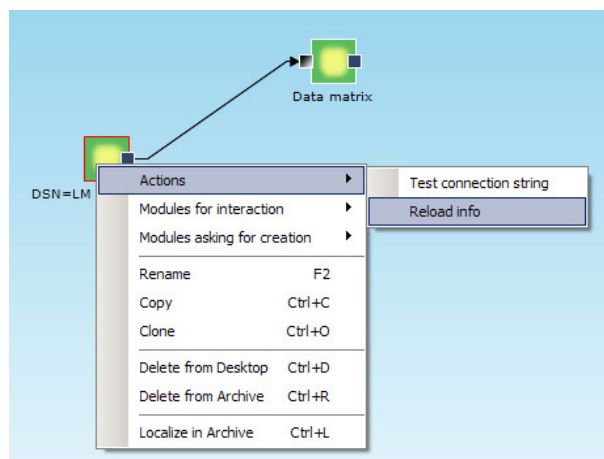 Data matrix
DSN=LM
Actions
Test connection string
Modules for interaction
Reload info
Modules asking for creation
Rename F2
Copy Ctrl+C
Clone Ctrl+O
Delete from Desktop Ctrl+D
Delete from Archive Ctrl+R
Localize in Archive Ctrl+L